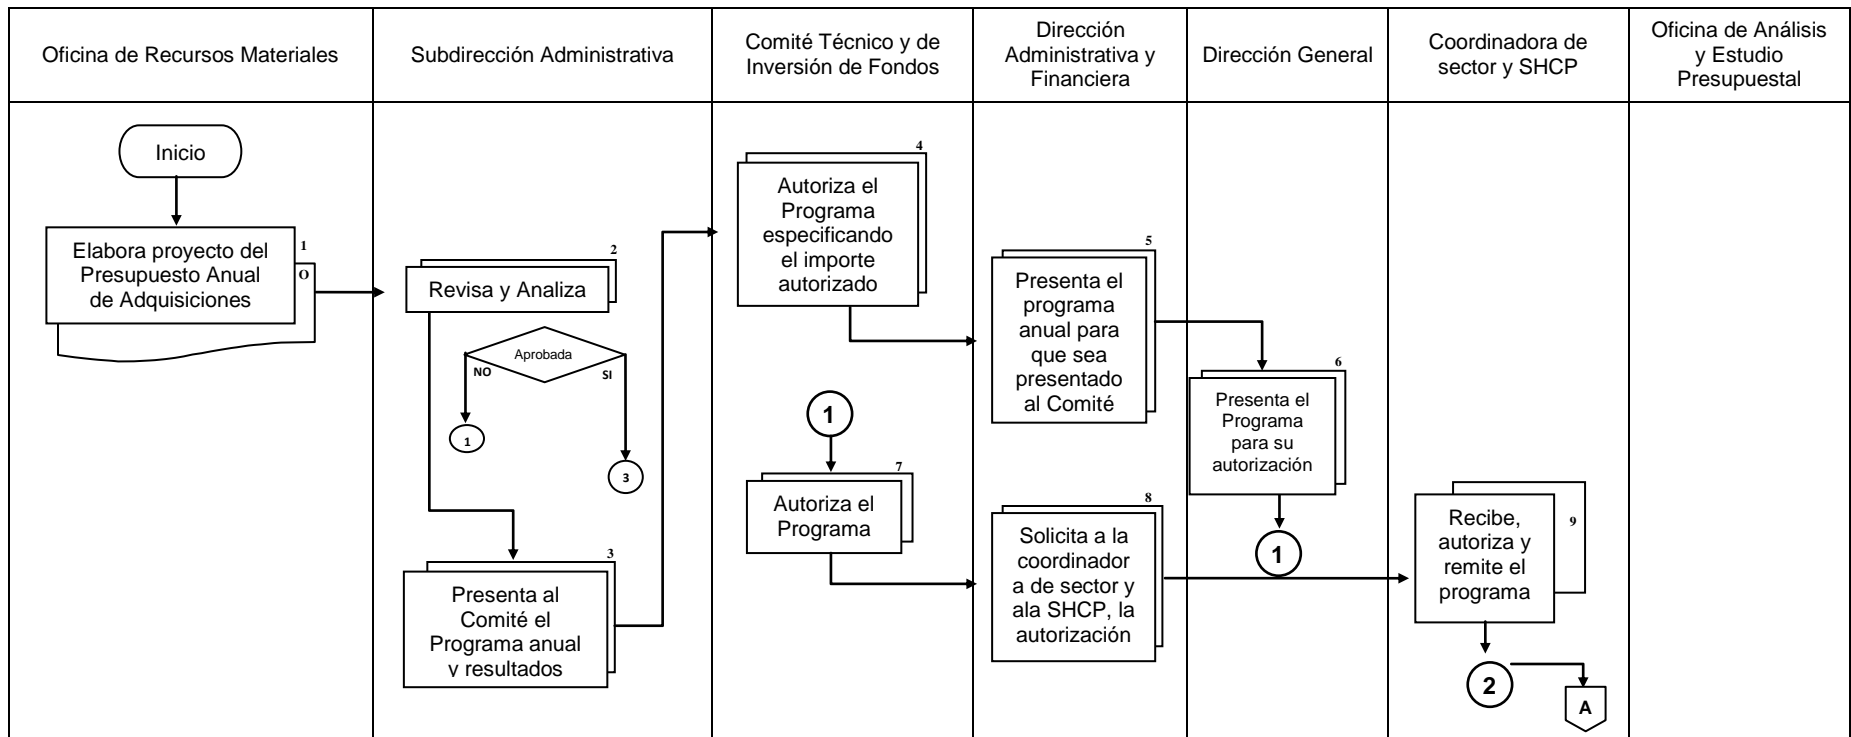 Oficina de Recursos Materiales
Subdirección Administrativa
Comité Técnico y de
Inversión de Fondos
Dirección
Administrativa y
Financiera
Dirección General
Coordinadora de
sector y SHCP
Oficina de Análisis
y Estudio
Presupuestal
Inicio
1
Elabora proyecto del
Presupuesto Anual
de Adquisiciones
O
2
Revisa y Analiza
Aprobada
NO
SI
1
3
3
Presenta al
Comité el
Programa anual
y resultados
4
Autoriza el
Programa
especificando
el importe
autorizado
1
7
Autoriza el
Programa
5
Presenta el
programa
anual para
que sea
presentado
al Comité
8
Solicita a la
coordinador
a de sector y
ala SHCP, la
autorización
6
Presenta el
Programa
para su
autorización
1
9
Recibe,
autoriza y
remite el
programa
2
A